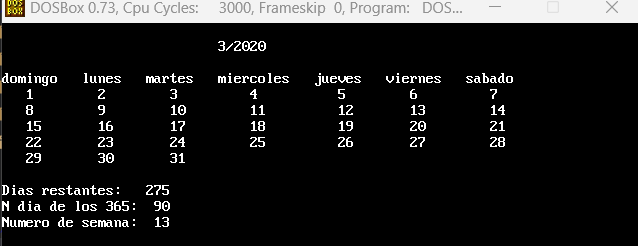 DOS BOX
DOSBox 0.73, Cpu Cycles: 3000, Frameskip 0, Program: DOS...
3/2020
domingo lunes martes miercoles jueves viernes sabado
1 2 3 4 5 6 7
8 9 10 11 12 13 14
15 16 17 18 19 20 21
22 23 24 25 26 27 28
29 30 31
Dias restantes: 275
N dia de los 365: 90
Numero de semana: 13